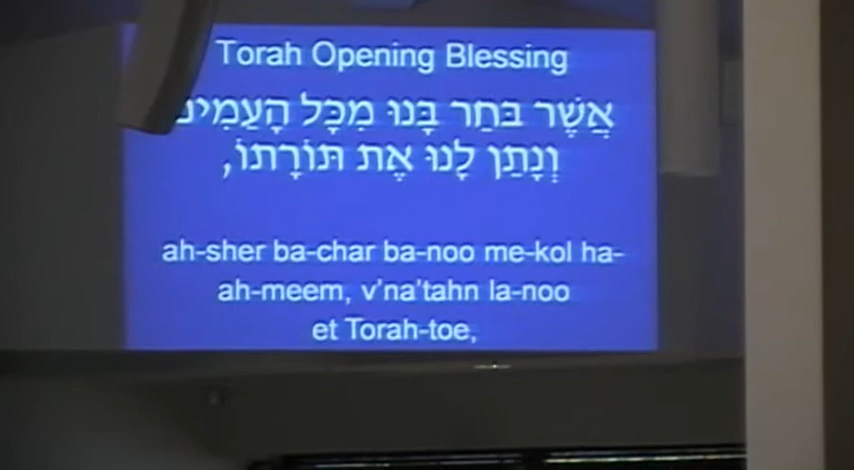 Torah Opening Blessing
אֲשֶׁר בָּחַר בָּנוּ מִכָּל הָעַמִים
וְנָתַן לָנוּ אֶת תּוֹרָתוֹ,
ah-sher ba-char ba-noo me-kol ha-
ah-meem, v'na'tahn la-noo
et Torah-toe,